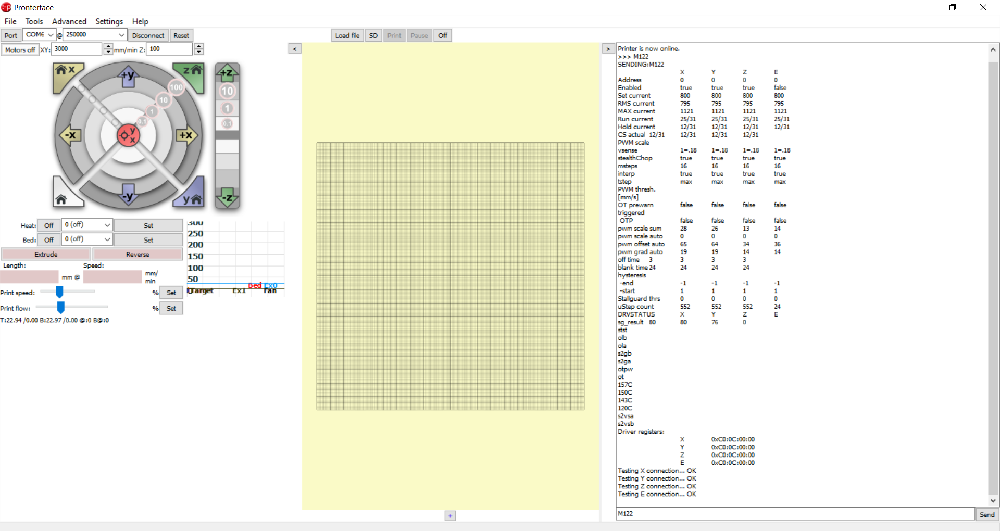 Pronterface
File Tools Advanced Settings Help
Port COM6 @ 250000 Disconnect Reset Load file SD Print Pause Off
Motors off XY: 3000 mm/min Z: 100 < >
x z
+y +z
100 10
10 1
1 0.1
0.1
-x y x +x
-y -z
y
Heat: Off 0 (off) Set
Bed: Off 0 (off) Set
Extrude Reverse
Length: Speed:
mm @ mm/
min
Print speed: % Set
Print flow: % Set
T:22.94 /0.00 B:22.97 /0.00 @:0 B@:0
300
250
200
150
100
50
Bed Ex0
0 Target Ex1 Fan
+
Printer is now online.
>>> M122
SENDING:M122
X Y Z E
Address 0 0 0 0
Enabled true true true false
Set current 800 800 800 800
RMS current 795 795 795 795
MAX current 1121 1121 1121 1121
Run current 25/31 25/31 25/31 25/31
Hold current 12/31 12/31 12/31 12/31
CS actual 12/31 12/31 12/31 12/31
PWM scale
vsense 1=.18 1=.18 1=.18 1=.18
stealthChop true true true true
msteps 16 16 16 16
interp true true true true
tstep max max max max
PWM thresh.
[mm/s]
OT prewarn false false false false
triggered
OTP false false false false
pwm scale sum 28 26 13 14
pwm scale auto 0 0 0 0
pwm offset auto 65 64 34 36
pwm grad auto 19 19 14 14
off time 3 3 3 3
blank time 24 24 24 24
hysteresis
-end -1 -1 -1 -1
-start 1 1 1 1
Stallguard thrs 0 0 0 0
uStep count 552 552 552 24
DRVSTATUS X Y Z E
sg_result 80 80 76 0
stst
olb
ola
s2gb
s2ga
otpw
ot
157C
150C
143C
120C
s2vsa
s2vsb
Driver registers:
X 0xC0:0C:00:00
Y 0xC0:0C:00:00
Z 0xC0:0C:00:00
E 0xC0:0C:00:00
Testing X connection... OK
Testing Y connection... OK
Testing Z connection... OK
Testing E connection... OK
M122 Send